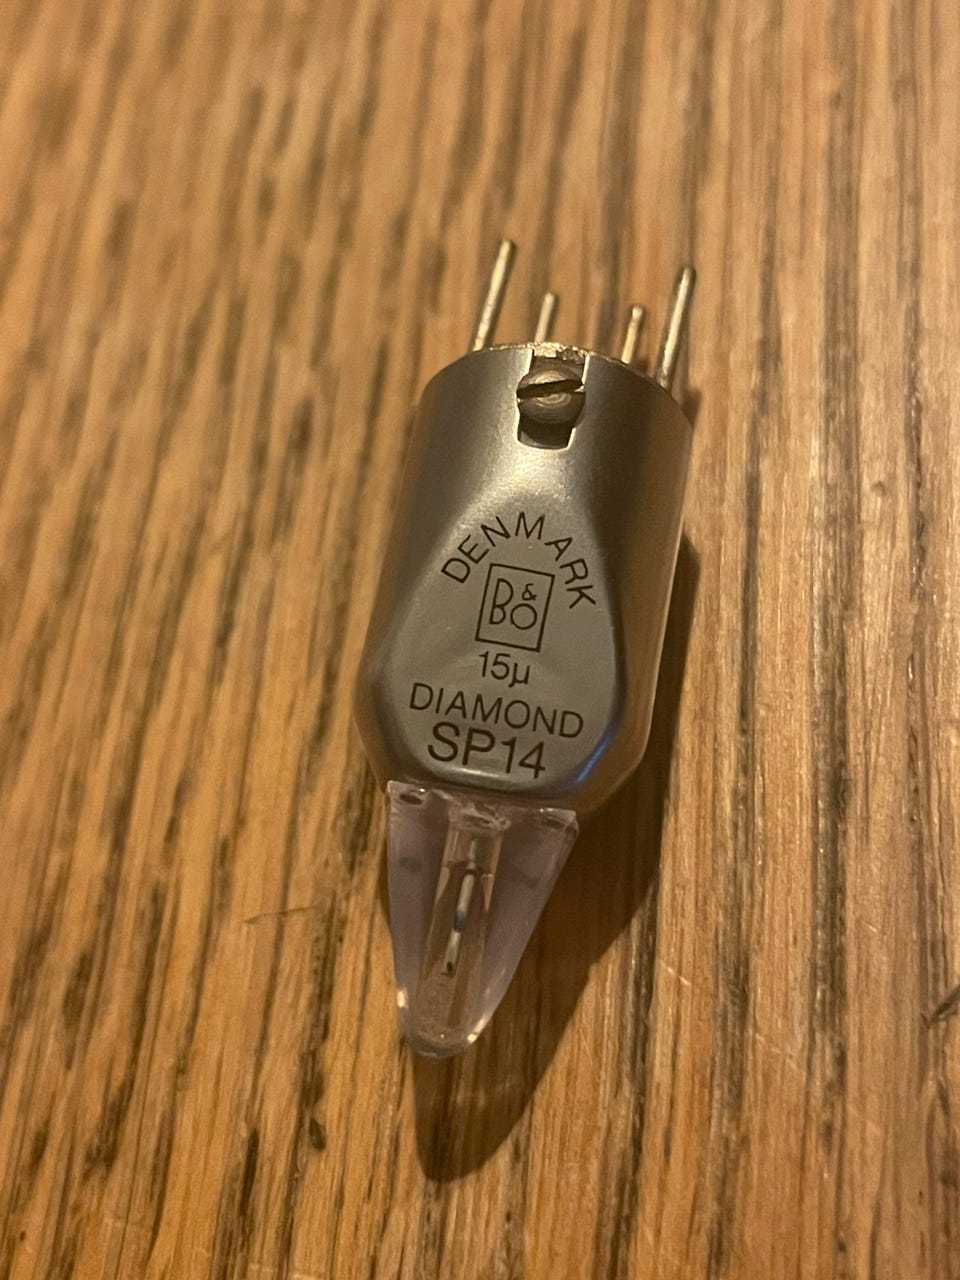 DENMARK
B&O
15µ
DIAMOND
SP14